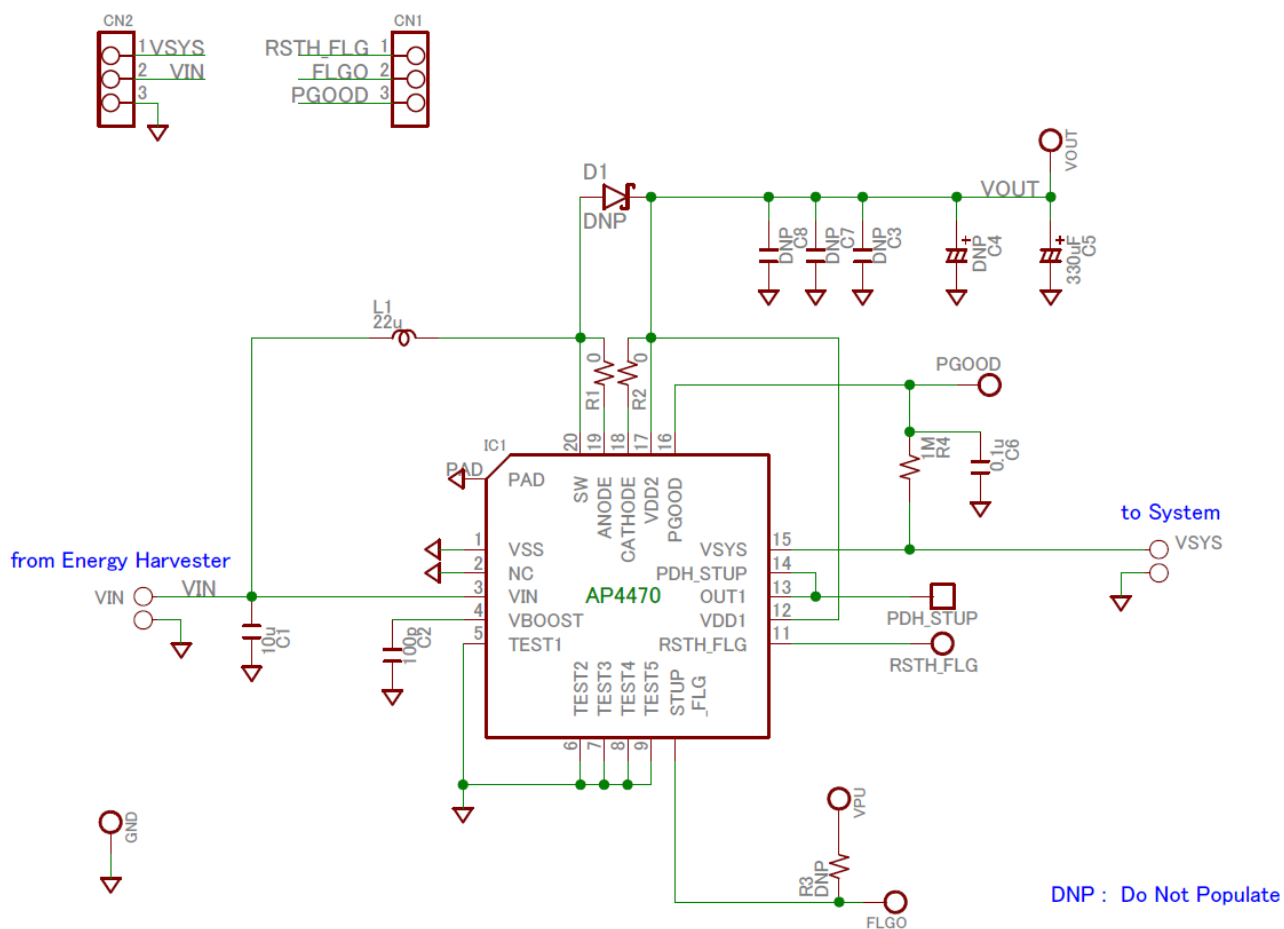 CN2
1 VSYS
2 VIN
3
CN1
RSTH_FLG 1
FLGO 2
PGOOD 3
D1
DNP
VOUT
VOUT
DNP C8
DNP C7
DNP C3
DNP C4
330uF C5
L1
22u
R1 0
R2 0
PGOOD
1M R4
0.1u C6
20 19 18 17 16
IC1
PAD
PAD
SW
ANODE
CATHODE
VDD2
PGOOD
to System
VSYS
from Energy Harvester
VIN
VIN
10u C1
100p C2
1 VSS
2 NC
3 VIN
4 VBOOST
5 TEST1
AP4470
VSYS 15
PDH_STUP 14
OUT1 13
VDD1 12
RSTH_FLG 11
PDH_STUP
RSTH_FLG
TEST2
TEST3
TEST4
TEST5
STUP
_FLG
6 7 8 9
GND
VPU
R3
DNP
FLGO
DNP : Do Not Populate